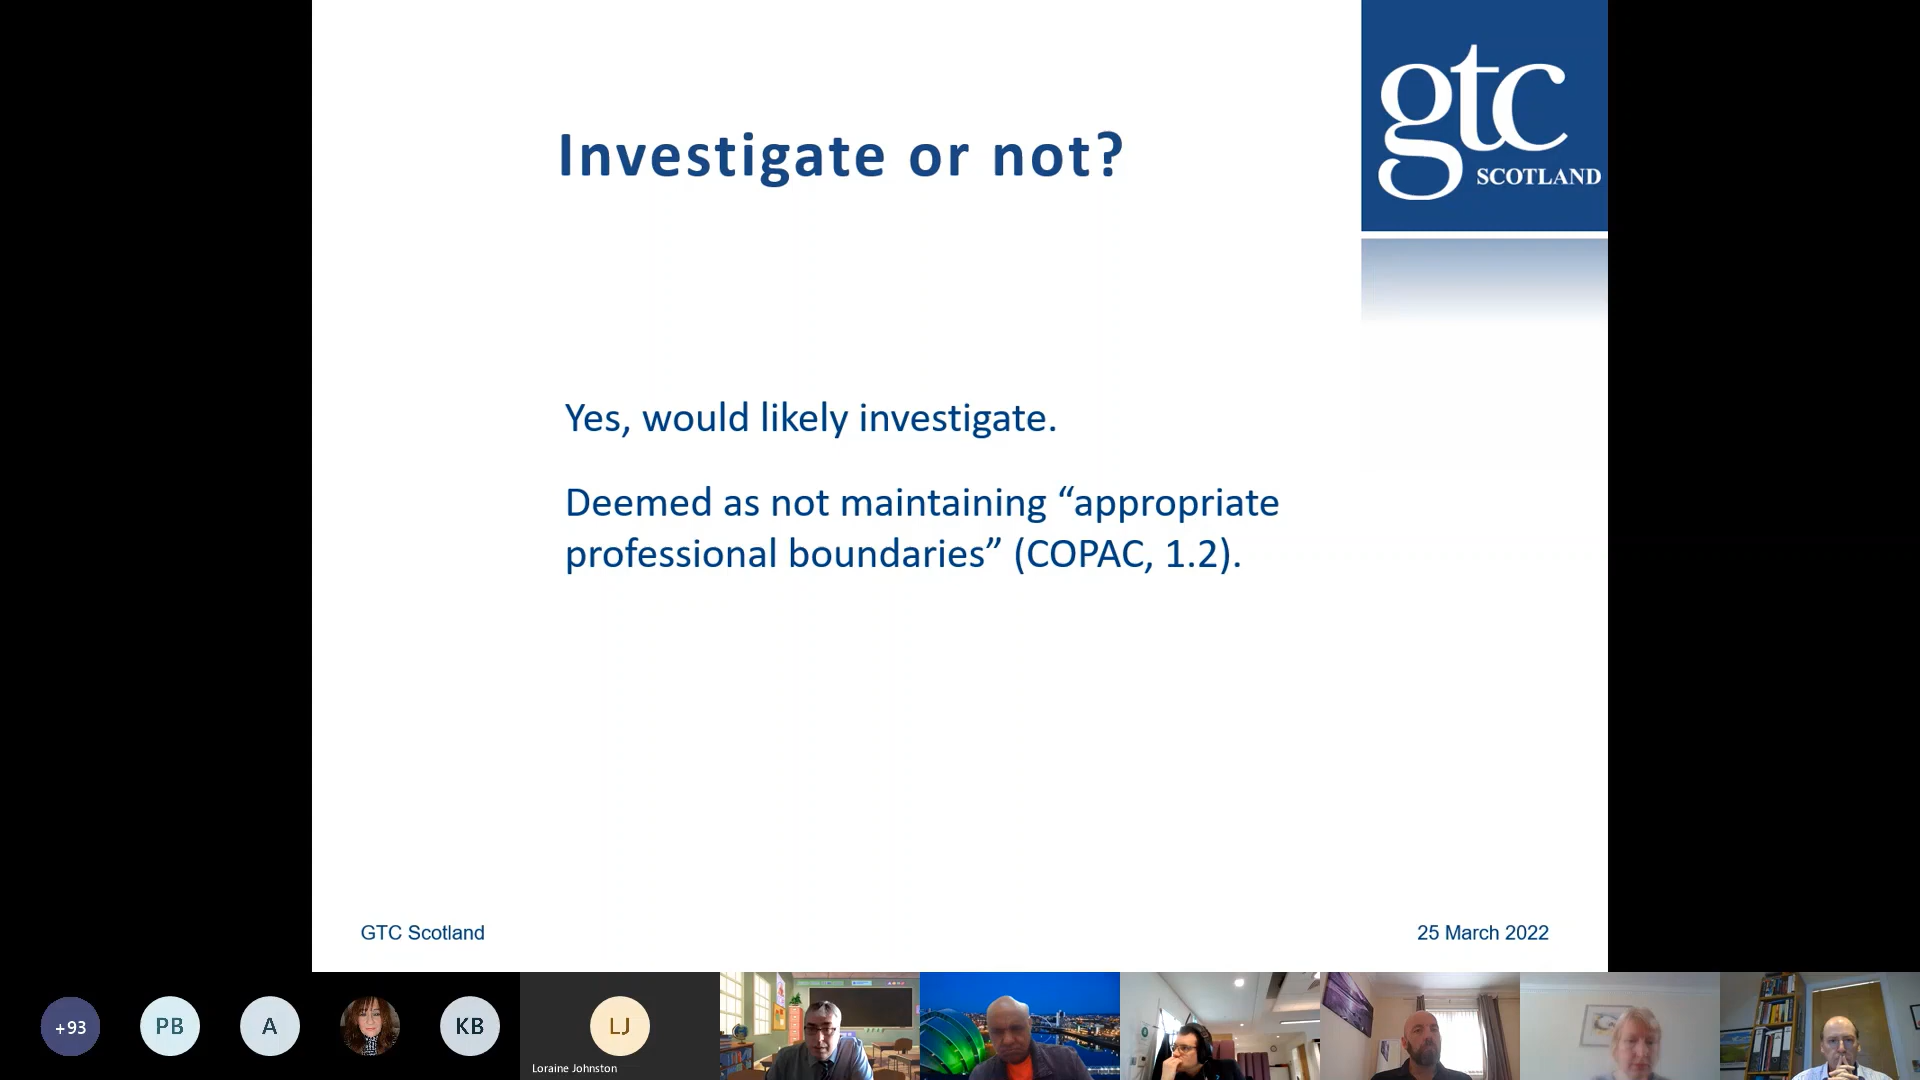 gtc
SCOTLAND
Investigate or not?
Yes, would likely investigate.
Deemed as not maintaining “appropriate
professional boundaries” (COPAC, 1.2).
GTC Scotland
25 March 2022
+93
PB
A
KB
LJ
Loraine Johnston